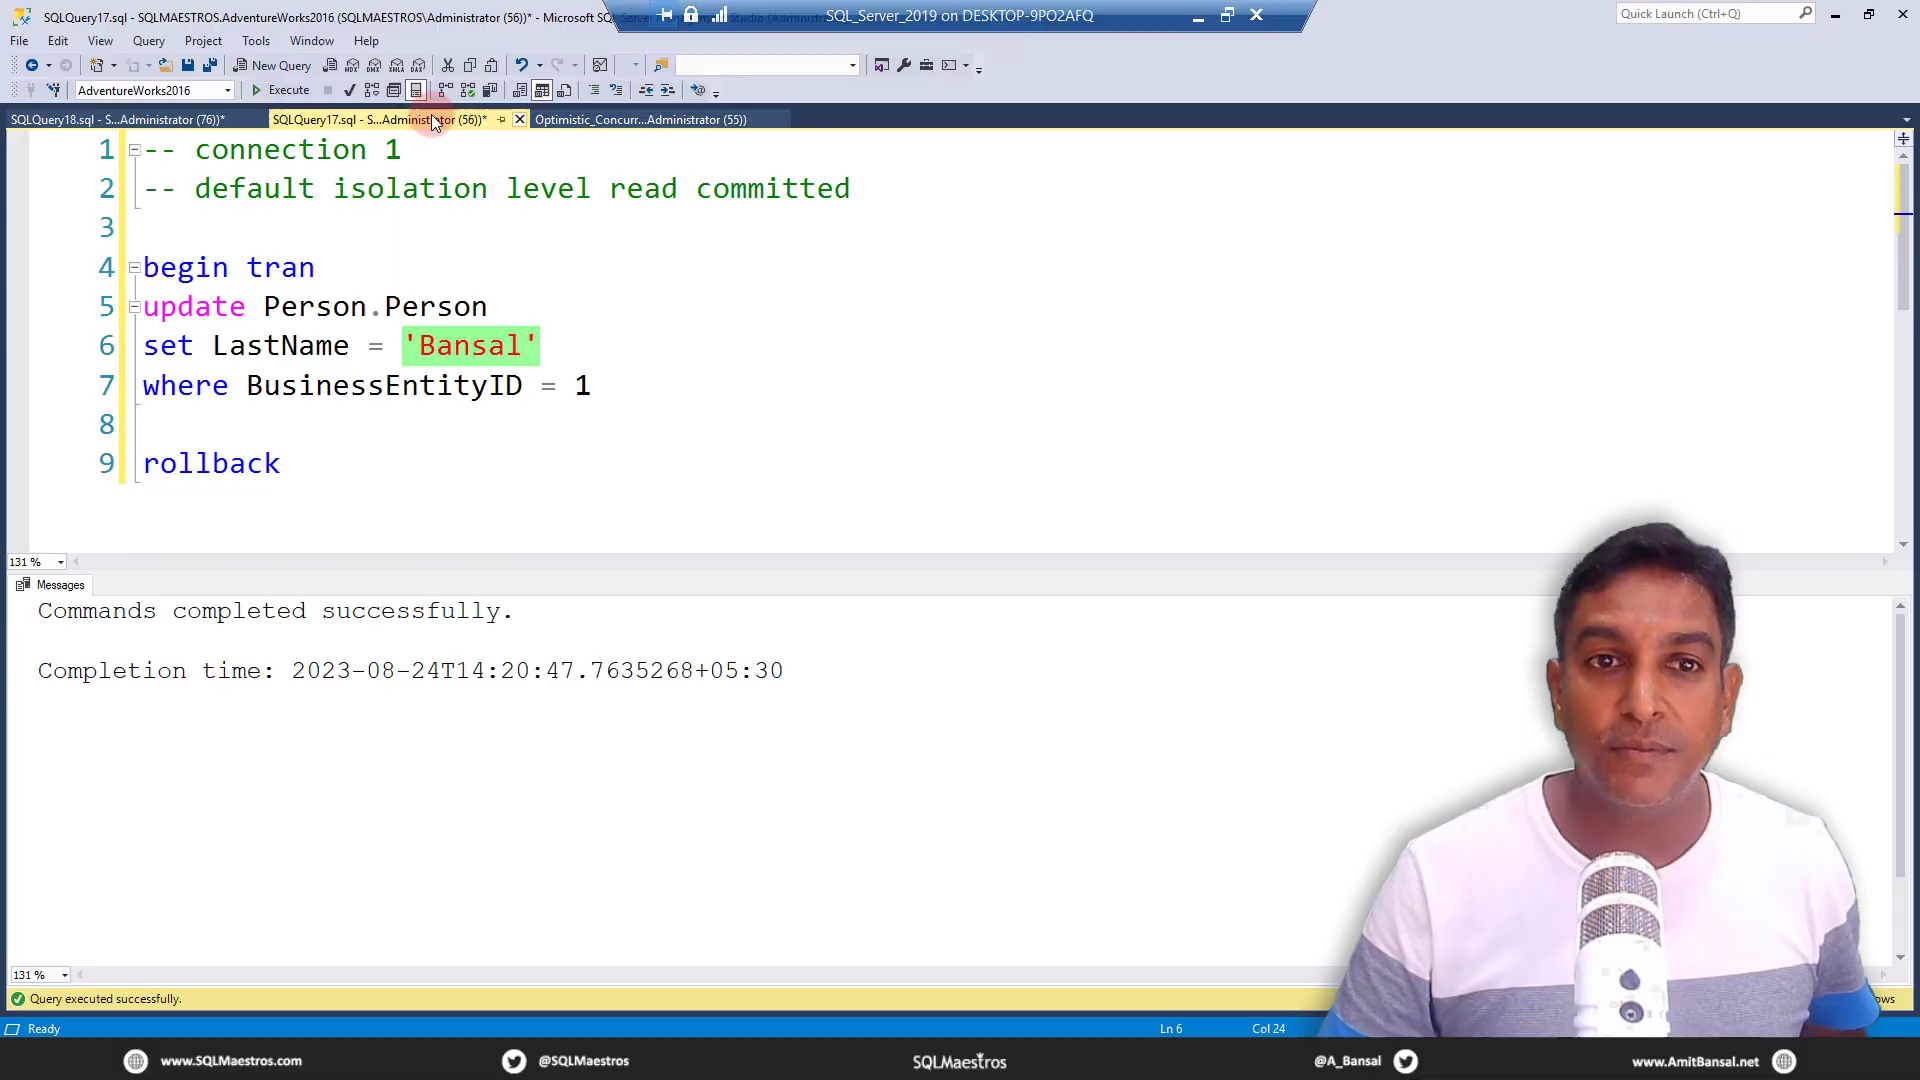 SQLQuery17.sql - SQLMAESTROS.AdventureWorks2016 (SQLMAESTROS\Administrator (56))* - Microsoft SQ
SQL_Server_2019 on DESKTOP-9PO2AFQ
Quick Launch (Ctrl+Q)
File Edit View Query Project Tools Window Help
New Query
AdventureWorks2016
Execute
SQLQuery18.sql - S...Administrator (76))*
SQLQuery17.sql - S...Administrator (56))*
Optimistic_Concurr...Administrator (55))
1 -- connection 1
2 -- default isolation level read committed
3
4 begin tran
5 update Person.Person
6 set LastName = 'Bansal'
7 where BusinessEntityID = 1
8
9 rollback
131 %
Messages
Commands completed successfully.
Completion time: 2023-08-24T14:20:47.7635268+05:30
131 %
Query executed successfully.
Ready
Ln 6
Col 24
www.SQLMaestros.com
@SQLMaestros
SQLMaestros
@A_Bansal
www.AmitBansal.net